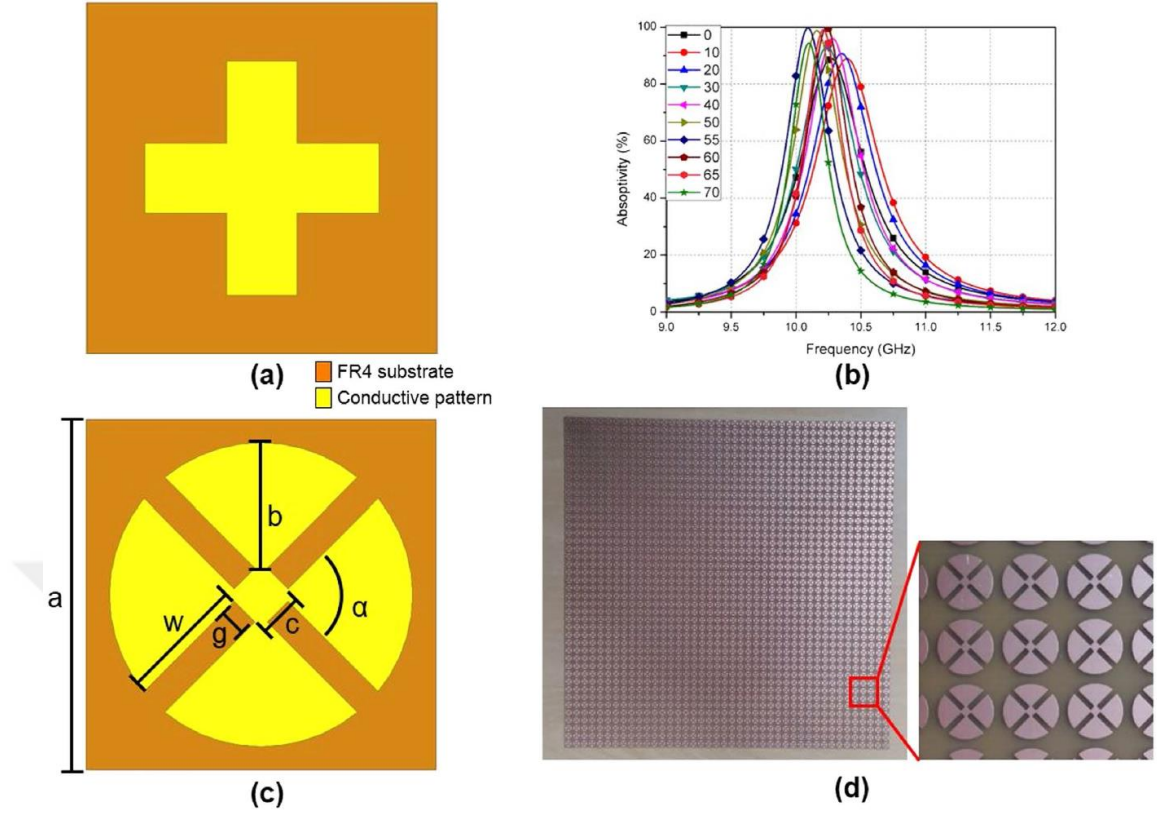 0
10
20
30
40
50
55
60
65
70
100
80
60
40
20
0
Absoptivity (%)
9.0 9.5 10.0 10.5 11.0 11.5 12.0
Frequency (GHz)
(a)
(b)
FR4 substrate
Conductive pattern
a
b
w
g
c
α
(c)
(d)